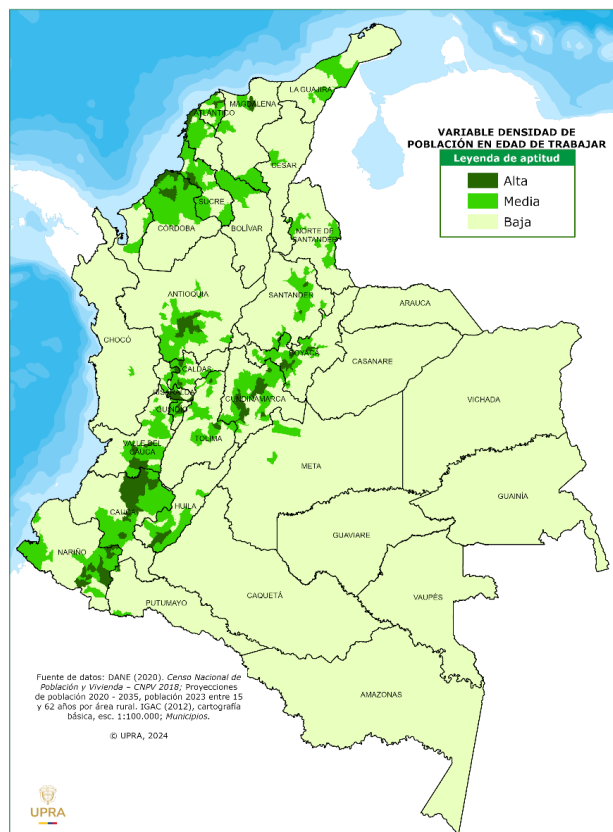 VARIABLE DENSIDAD DE
POBLACIÓN EN EDAD DE TRABAJAR
Leyenda de aptitud
Alta
Media
Baja
LA GUAJIRA
MAGDALENA
ATLÁNTICO
CESAR
SUCRE
CÓRDOBA
BOLÍVAR
NORTE DE
SANTANDER
ANTIOQUIA
SANTANDER
ARAUCA
CHOCÓ
BOYACÁ
CASANARE
CALDAS
RISARALDA
CUNDINAMARCA
VICHADA
QUINDÍO
TOLIMA
VALLE DEL
CAUCA
META
GUAINÍA
CAUCA
HUILA
GUAVIARE
NARIÑO
CAQUETÁ
VAUPÉS
PUTUMAYO
AMAZONAS
Fuente de datos: DANE (2020). Censo Nacional de
Población y Vivienda – CNPV 2018; Proyecciones
de población 2020 - 2035, población 2023 entre 15
y 62 años por área rural. IGAC (2012), cartografía
básica, esc. 1:100.000; Municipios.
© UPRA, 2024
UPRA